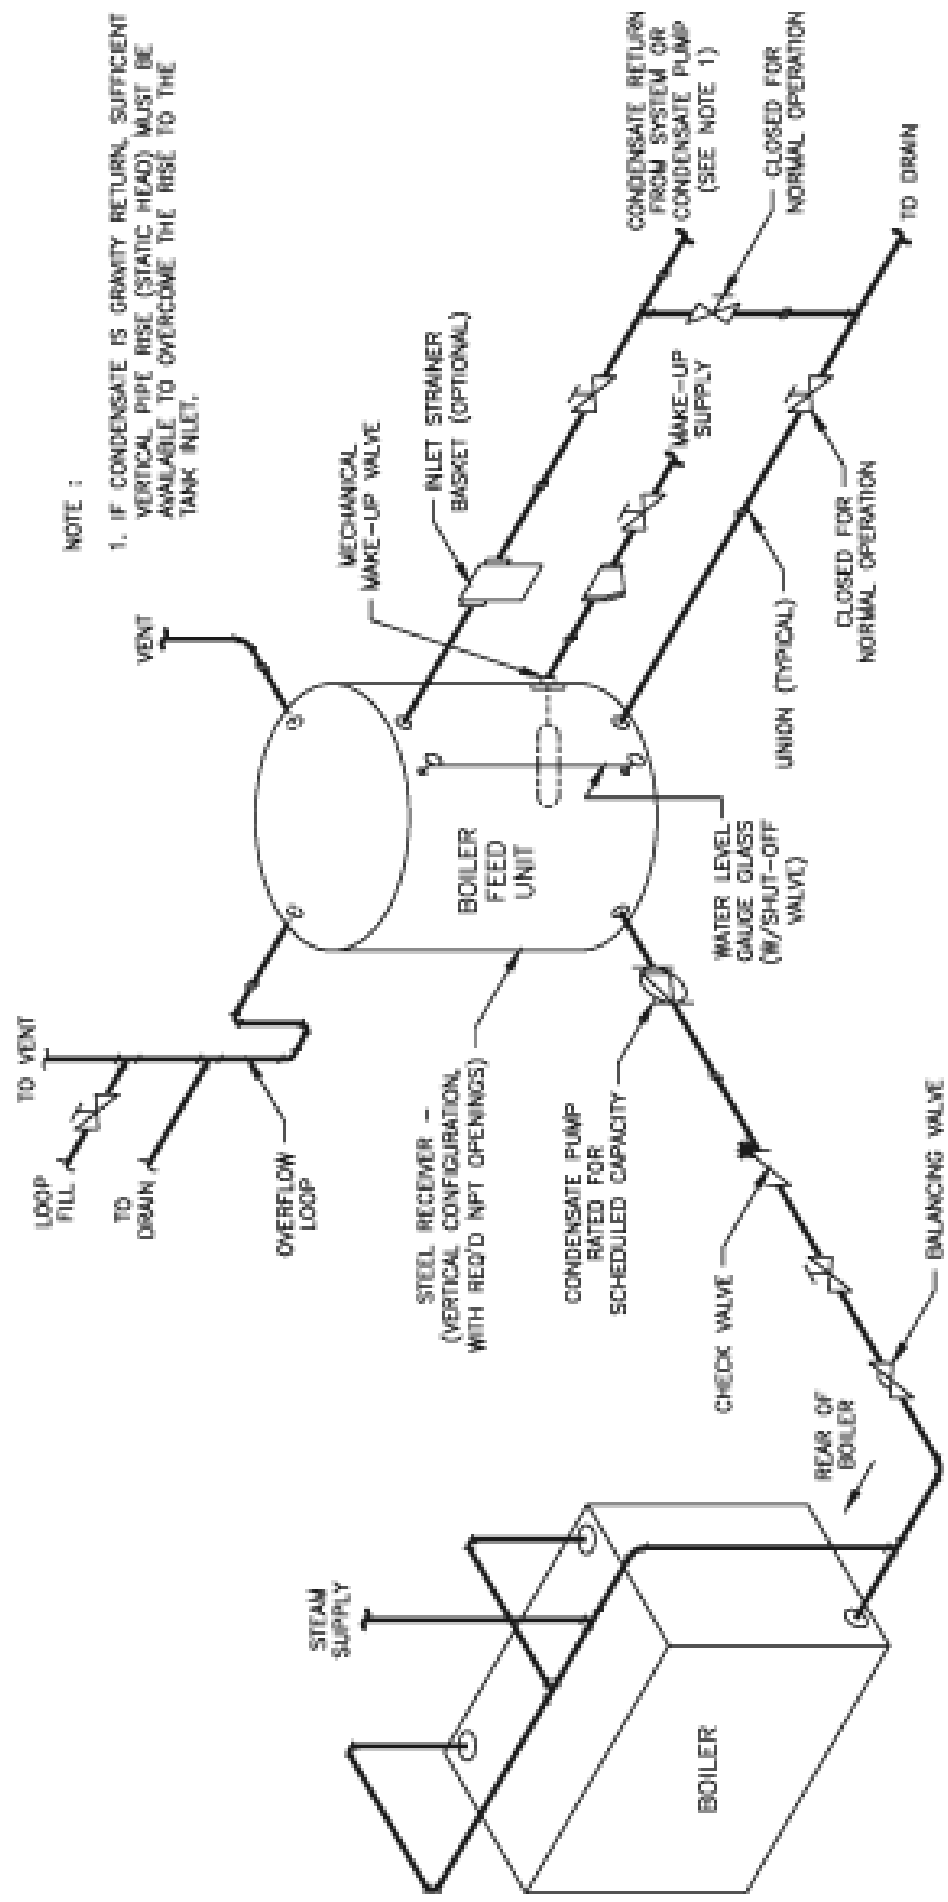 NOTE :
1. IF CONDENSATE IS GRAVITY RETURN, SUFFICIENT
VERTICAL PIPE RISE (STATIC HEAD) MUST BE
AVAILABLE TO OVERCOME THE RISE TO THE
TANK INLET.
TO VENT
LOOP
FILL
TO
DRAIN
OVERFLOW
LOOP
VENT
STEEL RECEIVER -
(VERTICAL CONFIGURATION,
WITH REQ'D NPT OPENINGS)
BOILER
FEED
UNIT
MECHANICAL
MAKE-UP VALVE
INLET STRAINER
BASKET (OPTIONAL)
CONDENSATE RETURN
FROM SYSTEM OR
CONDENSATE PUMP
(SEE NOTE 1)
CLOSED FOR
NORMAL OPERATION
MAKE-UP
SUPPLY
TO DRAIN
CONDENSATE PUMP
RATED FOR
SCHEDULED CAPACITY
WATER LEVEL
GAUGE GLASS
(W/SHUT-OFF
VALVE)
UNION (TYPICAL)
CLOSED FOR
NORMAL OPERATION
CHECK VALVE
BALANCING VALVE
REAR OF
BOILER
STEAM
SUPPLY
BOILER